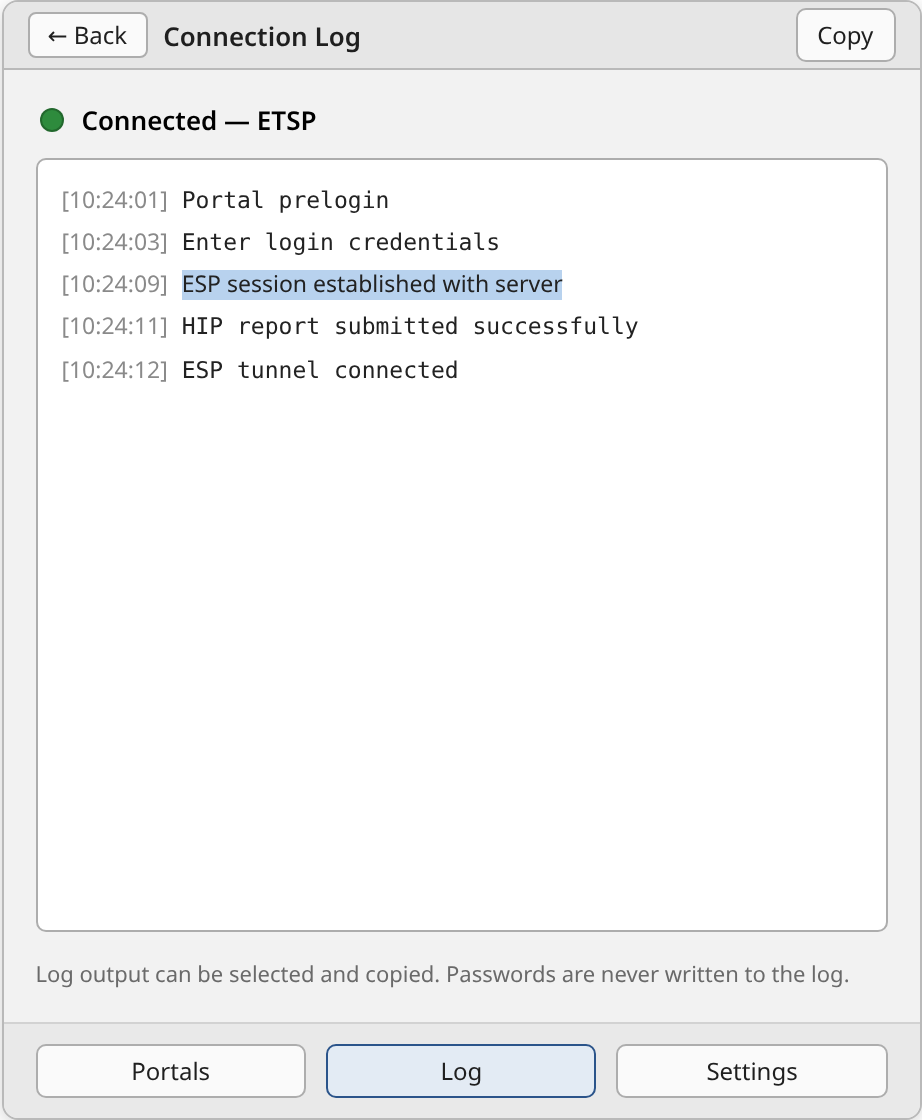 ← Back Connection Log Copy
Connected — ETSP
[10:24:01] Portal prelogin
[10:24:03] Enter login credentials
[10:24:09] ESP session established with server
[10:24:11] HIP report submitted successfully
[10:24:12] ESP tunnel connected
Log output can be selected and copied. Passwords are never written to the log.
Portals Log Settings